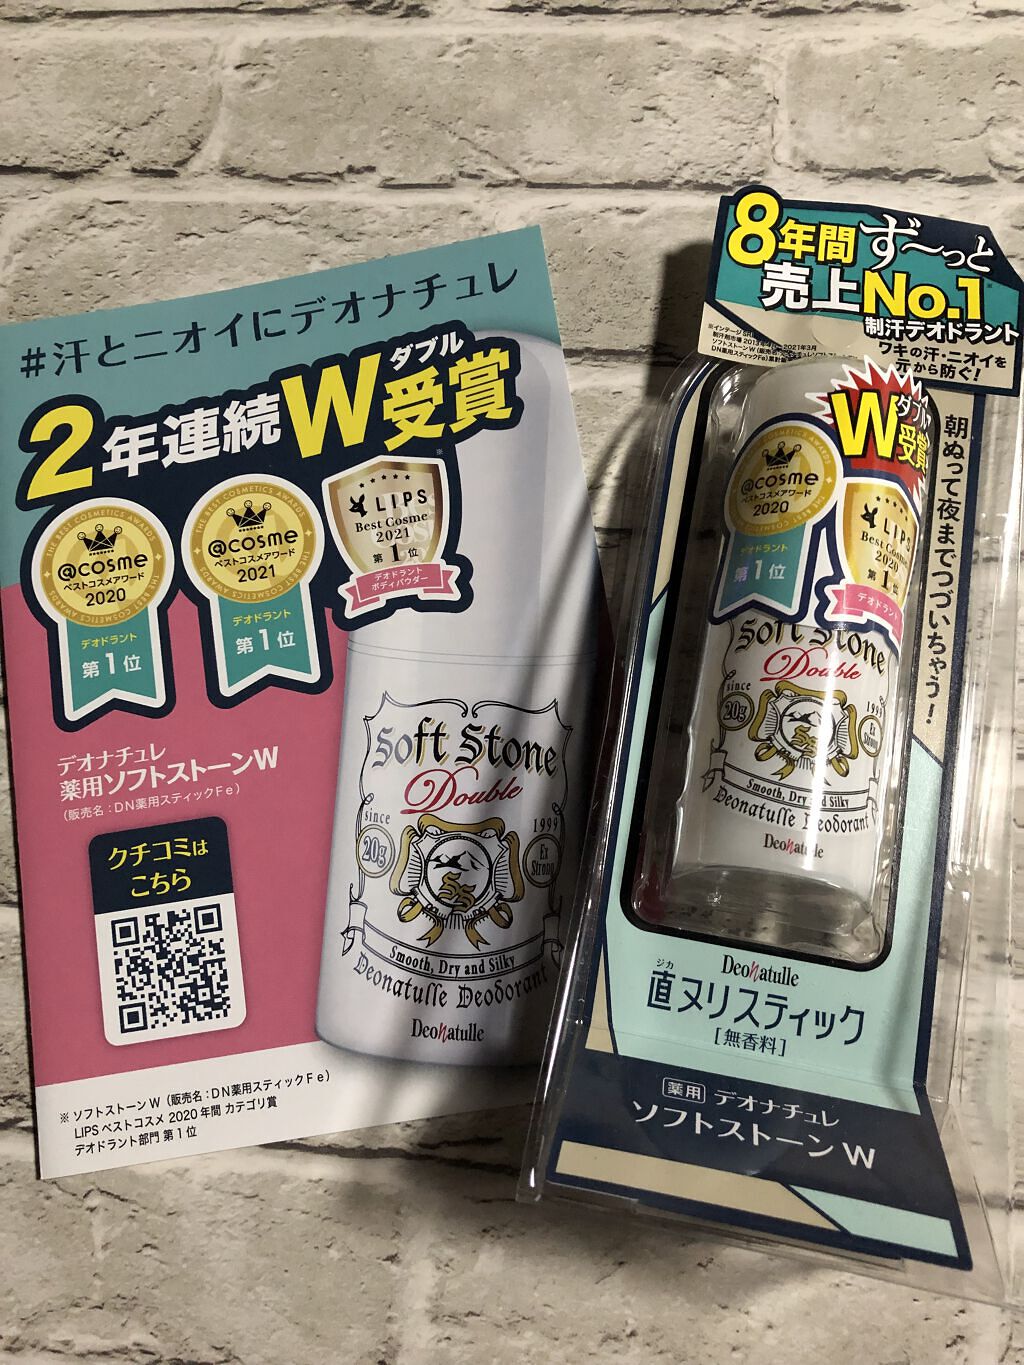 #汗とニオイにデオナチュレ
ダブル
2年連続W受賞
※
THE BEST COSMETICS AWARDS
@cosme
ベストコスメアワード
2020
デオドラント
第1位
THE BEST COSMETICS AWARDS
@cosme
ベストコスメアワード
2021
デオドラント
第1位
LIPS
Best Cosme
2021
第1位
デオドラント
ボディパウダー
デオナチュレ
薬用ソフトストーンW
(販売名:DN薬用スティックFe)
クチコミは
こちら
Soft Stone
Double
since
1999
20g
Ex
Strong
SS
Smooth, Dry and Silky
Deonatulle Deodorant
Deonatulle
※ソフトストーンW(販売名:DN薬用スティックFe)
LIPSベストコスメ2020年間 カテゴリ賞
デオドラント部門 第1位
8年間ず〜っと
売上No.1
制汗デオドラント
ワキの汗・ニオイを
元から防ぐ!
ダブル
W受賞
@cosme
ベストコスメアワード
2020
デオドラント
第1位
LIPS
Best Cosme
2020
第1
デオドラン
朝ぬって夜までつづいちゃう!
Soft Stone
Double
since
199
20g
Smooth, Dry and Silky
Deonatulle Deodorant
Deonatulle
Deonatulle
ジカ
直ヌリスティック
[無香料]
薬用 デオナチュレ
ソフトストーンW